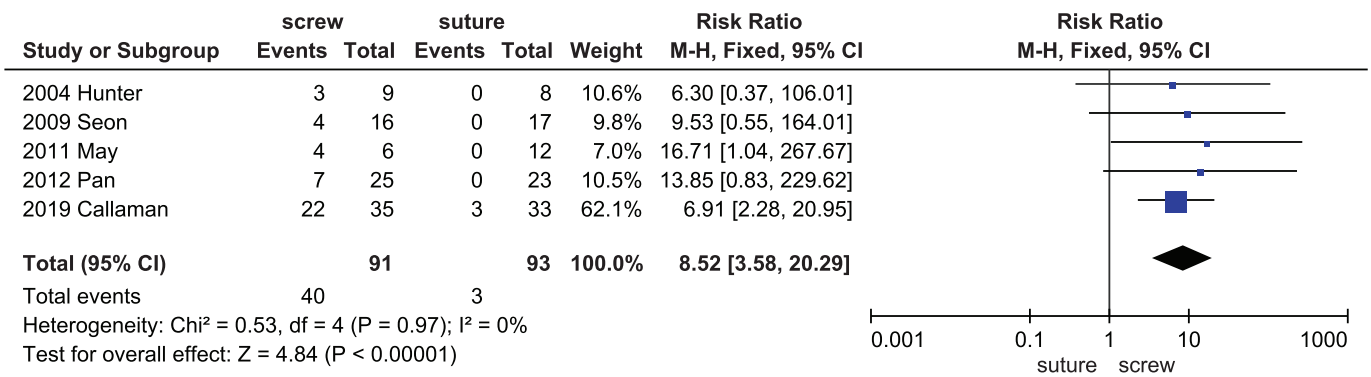 screw suture Risk Ratio Risk Ratio
Study or Subgroup Events Total Events Total Weight M-H, Fixed, 95% CI M-H, Fixed, 95% CI
2004 Hunter 3 9 0 8 10.6% 6.30 [0.37, 106.01]
2009 Seon 4 16 0 17 9.8% 9.53 [0.55, 164.01]
2011 May 4 6 0 12 7.0% 16.71 [1.04, 267.67]
2012 Pan 7 25 0 23 10.5% 13.85 [0.83, 229.62]
2019 Callaman 22 35 3 33 62.1% 6.91 [2.28, 20.95]
Total (95% CI) 91 93 100.0% 8.52 [3.58, 20.29]
Total events 40 3
Heterogeneity: Chi² = 0.53, df = 4 (P = 0.97); I² = 0%
Test for overall effect: Z = 4.84 (P < 0.00001)
0.001 0.1 1 10 1000
suture screw